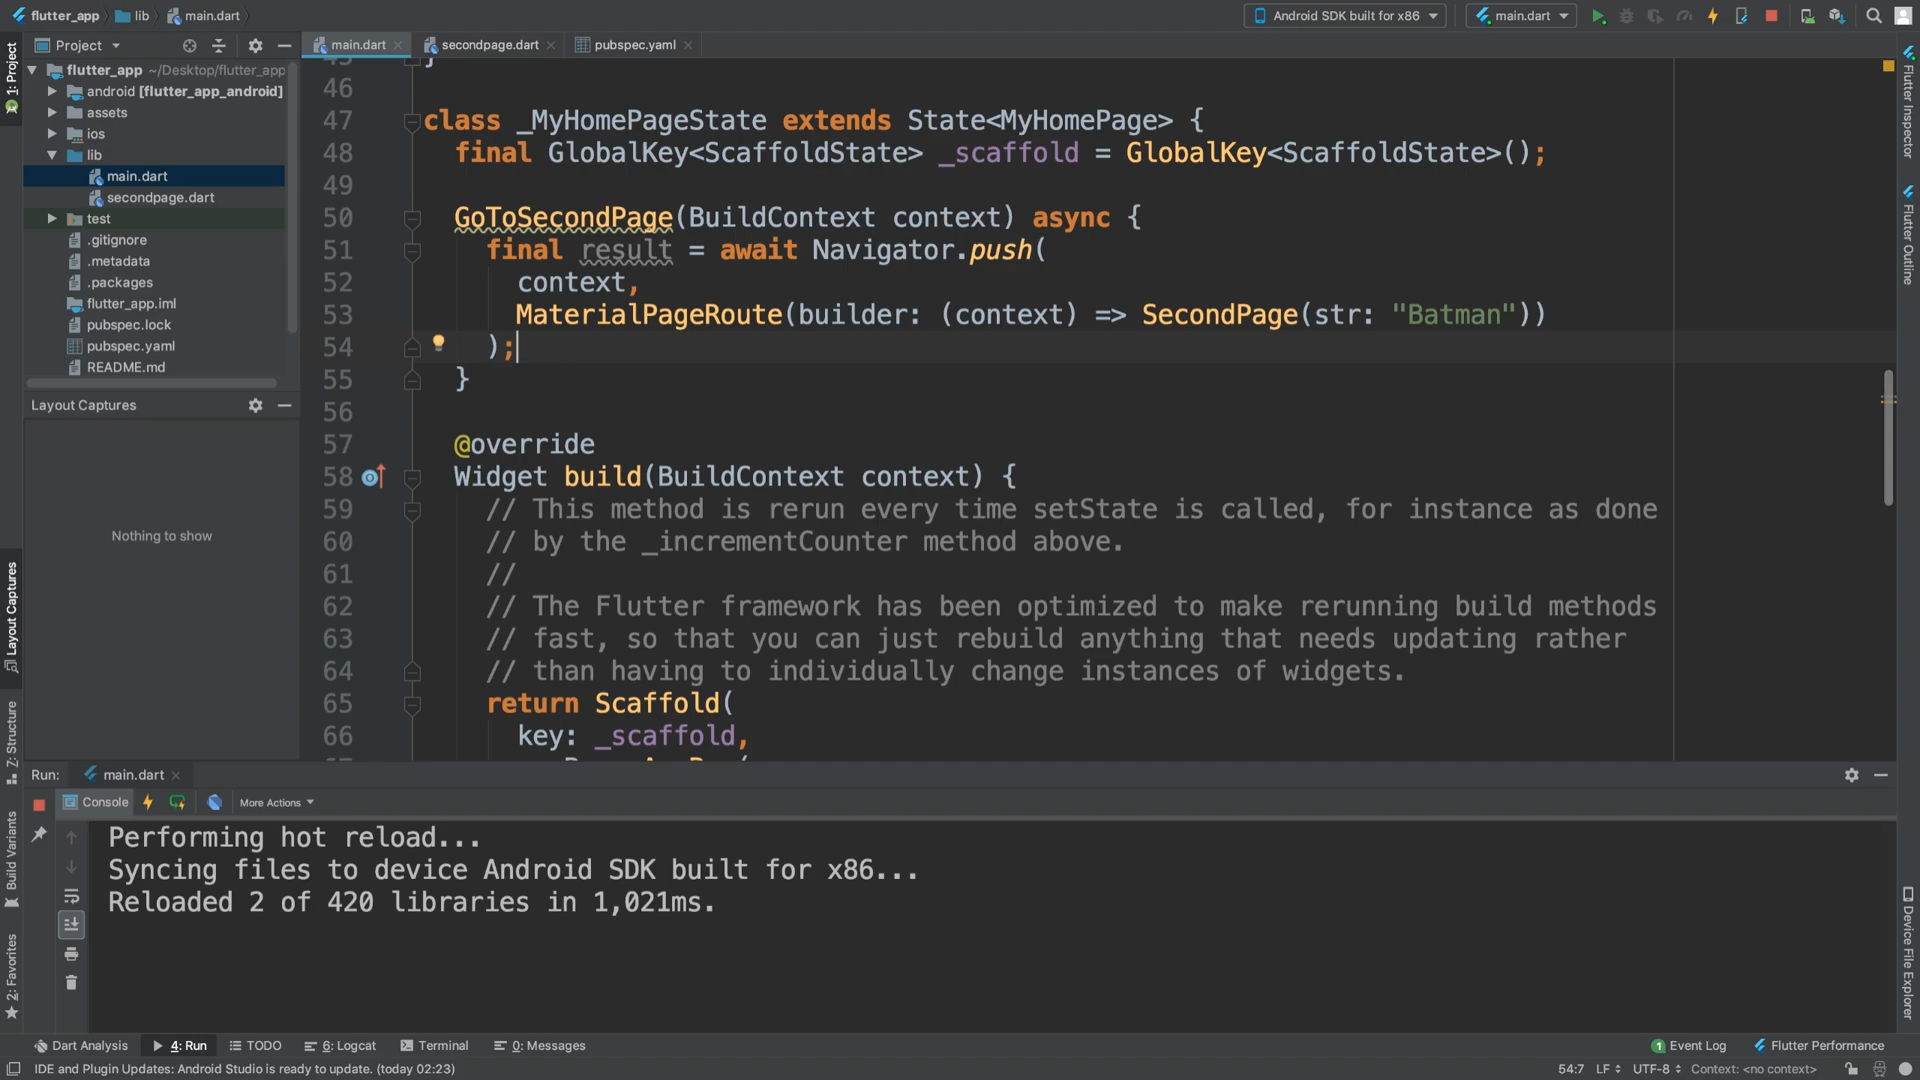 flutter_app lib main.dart Android SDK built for x86 main.dart
Project main.dart secondpage.dart pubspec.yaml
flutter_app ~/Desktop/flutter_app
android [flutter_app_android]
assets
ios
lib
main.dart
secondpage.dart
test
.gitignore
.metadata
.packages
flutter_app.iml
pubspec.lock
pubspec.yaml
README.md
Layout Captures
Nothing to show
1: Project
Layout Captures
Z: Structure
Build Variants
2: Favorites
45 }
46
47 class _MyHomePageState extends State<MyHomePage> {
48 final GlobalKey<ScaffoldState> _scaffold = GlobalKey<ScaffoldState>();
49
50 GoToSecondPage(BuildContext context) async {
51 final result = await Navigator.push(
52 context,
53 MaterialPageRoute(builder: (context) => SecondPage(str: "Batman"))
54 );
55 }
56
57 @override
58 Widget build(BuildContext context) {
59 // This method is rerun every time setState is called, for instance as done
60 // by the _incrementCounter method above.
61 //
62 // The Flutter framework has been optimized to make rerunning build methods
63 // fast, so that you can just rebuild anything that needs updating rather
64 // than having to individually change instances of widgets.
65 return Scaffold(
66 key: _scaffold,
Flutter Inspector
Flutter Outline
Device File Explorer
Run: main.dart
Console More Actions
Performing hot reload...
Syncing files to device Android SDK built for x86...
Reloaded 2 of 420 libraries in 1,021ms.
Dart Analysis 4: Run TODO 6: Logcat Terminal 0: Messages 1 Event Log Flutter Performance
IDE and Plugin Updates: Android Studio is ready to update. (today 02:23) 54:7 LF UTF-8 Context: <no context>